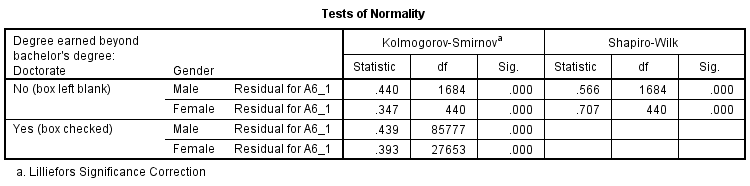 Tests of Normality
Degree earned beyond bachelor's degree: Doctorate Gender Kolmogorov-Smirnov^a Shapiro-Wilk
Statistic df Sig. Statistic df Sig.
No (box left blank) Male Residual for A6_1 .440 1684 .000 .566 1684 .000
Female Residual for A6_1 .347 440 .000 .707 440 .000
Yes (box checked) Male Residual for A6_1 .439 85777 .000
Female Residual for A6_1 .393 27653 .000
a. Lilliefors Significance Correction